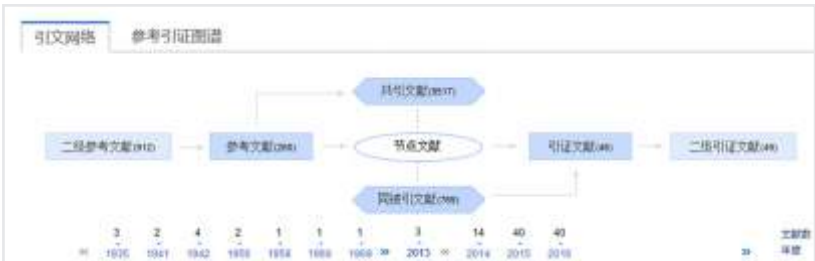 引文网络 参考引证图谱
共引文献
二级参考文献 参考文献 节点文献 引证文献 二级引证文献
同被引文献
3 2 4 2 1 1 1 3 14 40 40 文献数
1935 1941 1942 1950 1954 2013 2014 2015 2016 年度